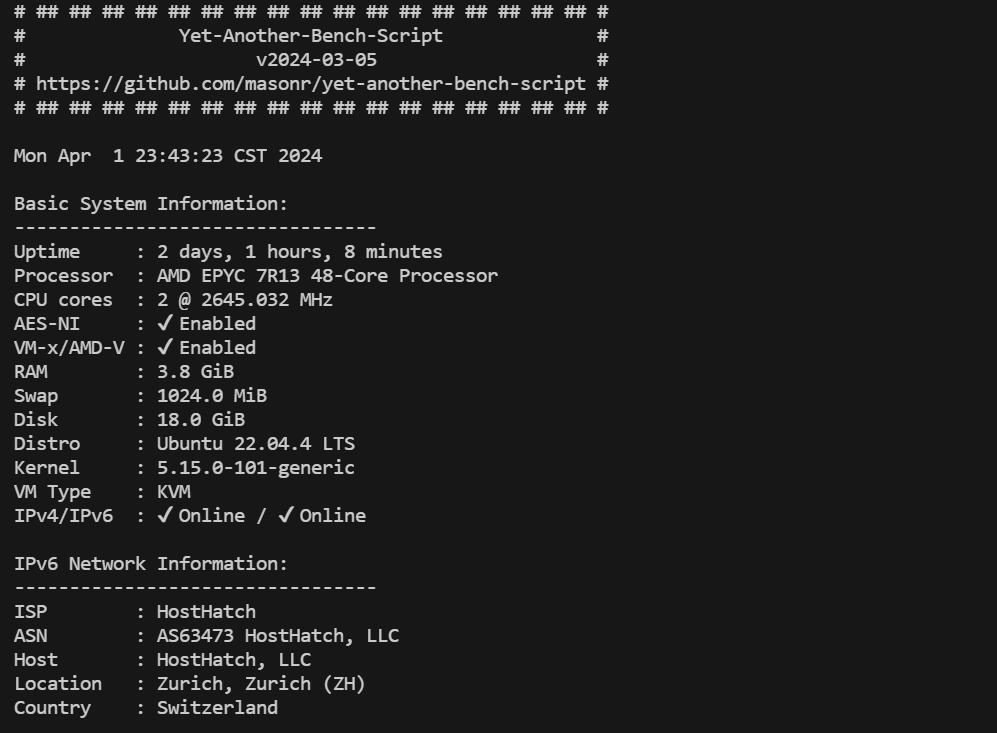 # ## ## ## ## ## ## ## ## ## ## ## ## ## ## ## ## ## #
#              Yet-Another-Bench-Script              #
#                     v2024-03-05                    #
# https://github.com/masonr/yet-another-bench-script #
# ## ## ## ## ## ## ## ## ## ## ## ## ## ## ## ## ## #

Mon Apr  1 23:43:23 CST 2024

Basic System Information:
---------------------------------
Uptime     : 2 days, 1 hours, 8 minutes
Processor  : AMD EPYC 7R13 48-Core Processor
CPU cores  : 2 @ 2645.032 MHz
AES-NI     : ✔ Enabled
VM-x/AMD-V : ✔ Enabled
RAM        : 3.8 GiB
Swap       : 1024.0 MiB
Disk       : 18.0 GiB
Distro     : Ubuntu 22.04.4 LTS
Kernel     : 5.15.0-101-generic
VM Type    : KVM
IPv4/IPv6  : ✔ Online / ✔ Online

IPv6 Network Information:
---------------------------------
ISP        : HostHatch
ASN        : AS63473 HostHatch, LLC
Host       : HostHatch, LLC
Location   : Zurich, Zurich (ZH)
Country    : Switzerland